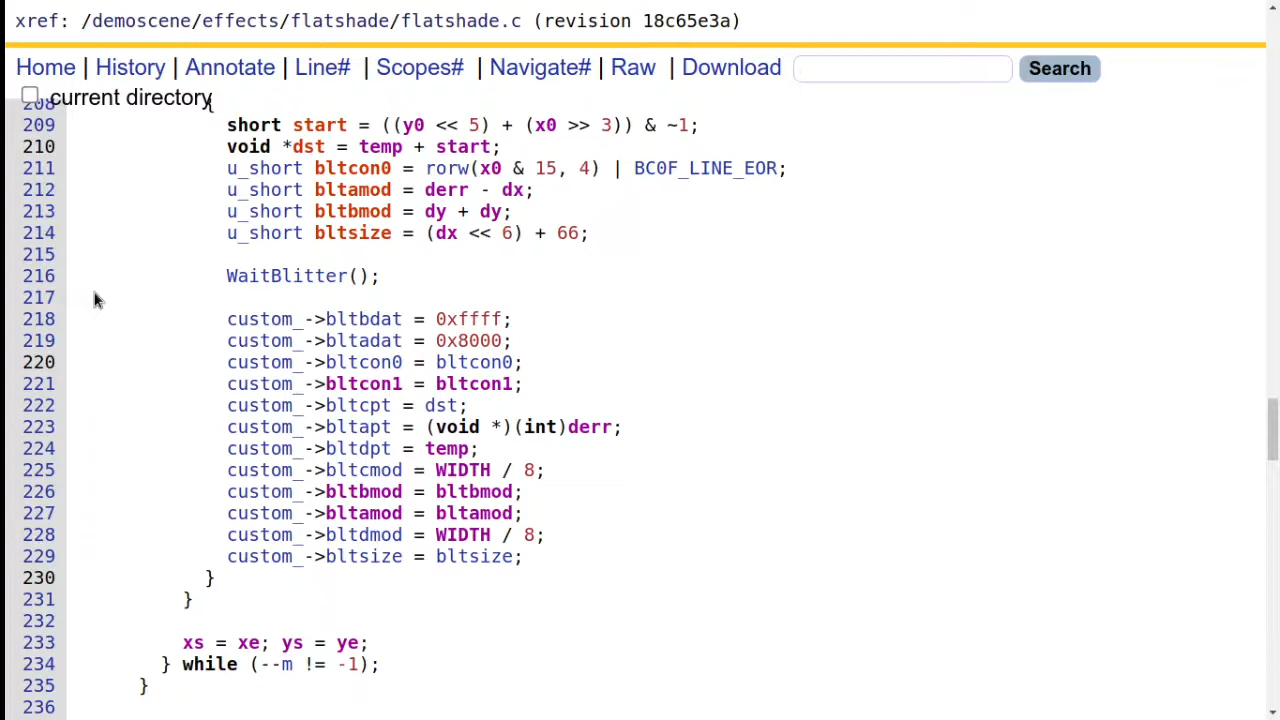 xref: /demoscene/effects/flatshade/flatshade.c (revision 18c65e3a)
Home | History | Annotate | Line# | Scopes# | Navigate# | Raw | Download Search
current directory
208 {
209 short start = ((y0 << 5) + (x0 >> 3)) & ~1;
210 void *dst = temp + start;
211 u_short bltcon0 = rorw(x0 & 15, 4) | BC0F_LINE_EOR;
212 u_short bltamod = derr - dx;
213 u_short bltbmod = dy + dy;
214 u_short bltsize = (dx << 6) + 66;
215
216 WaitBlitter();
217
218 custom_->bltbdat = 0xffff;
219 custom_->bltadat = 0x8000;
220 custom_->bltcon0 = bltcon0;
221 custom_->bltcon1 = bltcon1;
222 custom_->bltcpt = dst;
223 custom_->bltapt = (void *)(int)derr;
224 custom_->bltdpt = temp;
225 custom_->bltcmod = WIDTH / 8;
226 custom_->bltbmod = bltbmod;
227 custom_->bltamod = bltamod;
228 custom_->bltdmod = WIDTH / 8;
229 custom_->bltsize = bltsize;
230 }
231 }
232
233 xs = xe; ys = ye;
234 } while (--m != -1);
235 }
236